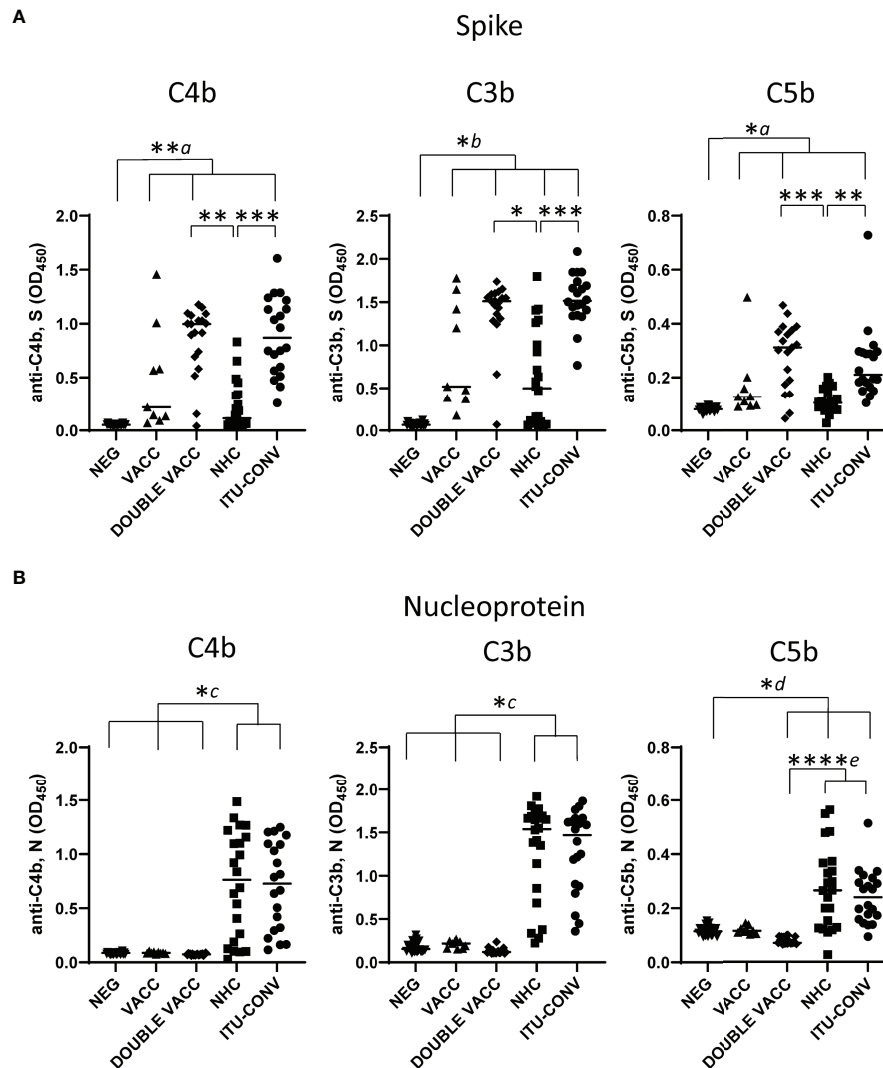 A
Spike
C4b
C3b
C5b
**a
** ***
2.0
1.5
1.0
0.5
0.0
anti-C4b, S (OD450)
NEG
VACC
DOUBLE VACC
NHC
ITU-CONV
*b
* ***
2.5
2.0
1.5
1.0
0.5
0.0
anti-C3b, S (OD450)
NEG
VACC
DOUBLE VACC
NHC
ITU-CONV
*a
*** **
0.8
0.6
0.4
0.2
0.0
anti-C5b, S (OD450)
NEG
VACC
DOUBLE VACC
NHC
ITU-CONV
B
Nucleoprotein
C4b
C3b
C5b
*c
2.0
1.5
1.0
0.5
0.0
anti-C4b, N (OD450)
NEG
VACC
DOUBLE VACC
NHC
ITU-CONV
*c
2.5
2.0
1.5
1.0
0.5
0.0
anti-C3b, N (OD450)
NEG
VACC
DOUBLE VACC
NHC
ITU-CONV
*d
****e
0.8
0.6
0.4
0.2
0.0
anti-C5b, N (OD450)
NEG
VACC
DOUBLE VACC
NHC
ITU-CONV